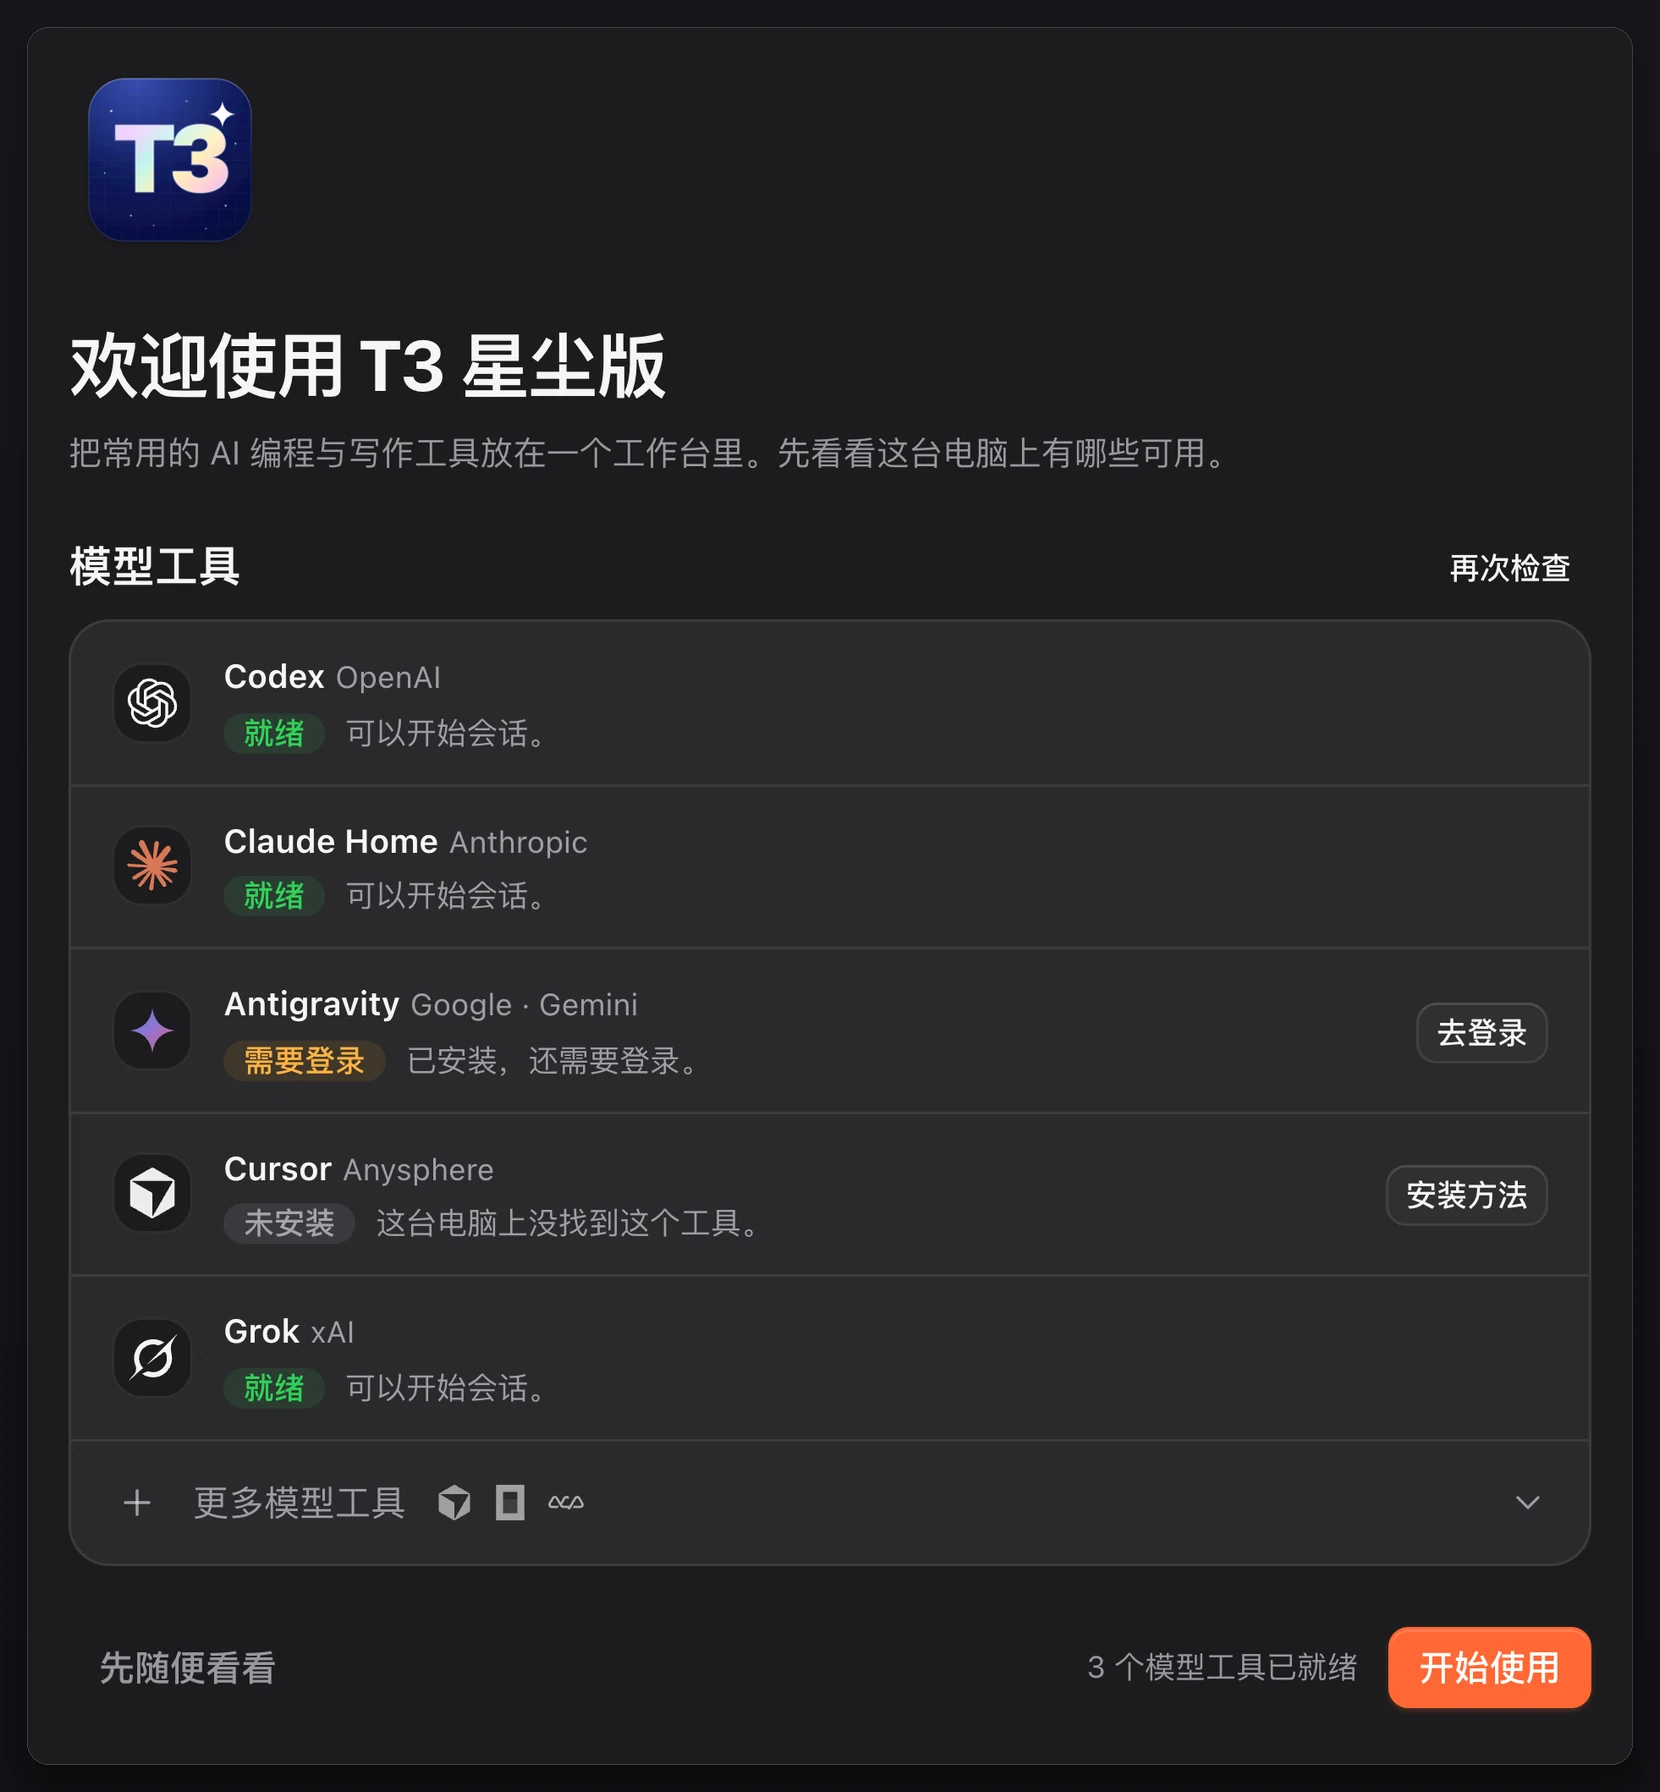 T3
欢迎使用 T3 星尘版
把常用的 AI 编程与写作工具放在一个工作台里。先看看这台电脑上有哪些可用。
模型工具
再次检查
Codex OpenAI
就绪 可以开始会话。
Claude Home Anthropic
就绪 可以开始会话。
Antigravity Google · Gemini
需要登录 已安装，还需要登录。
去登录
Cursor Anysphere
未安装 这台电脑上没找到这个工具。
安装方法
Grok xAI
就绪 可以开始会话。
更多模型工具
先随便看看
3 个模型工具已就绪
开始使用